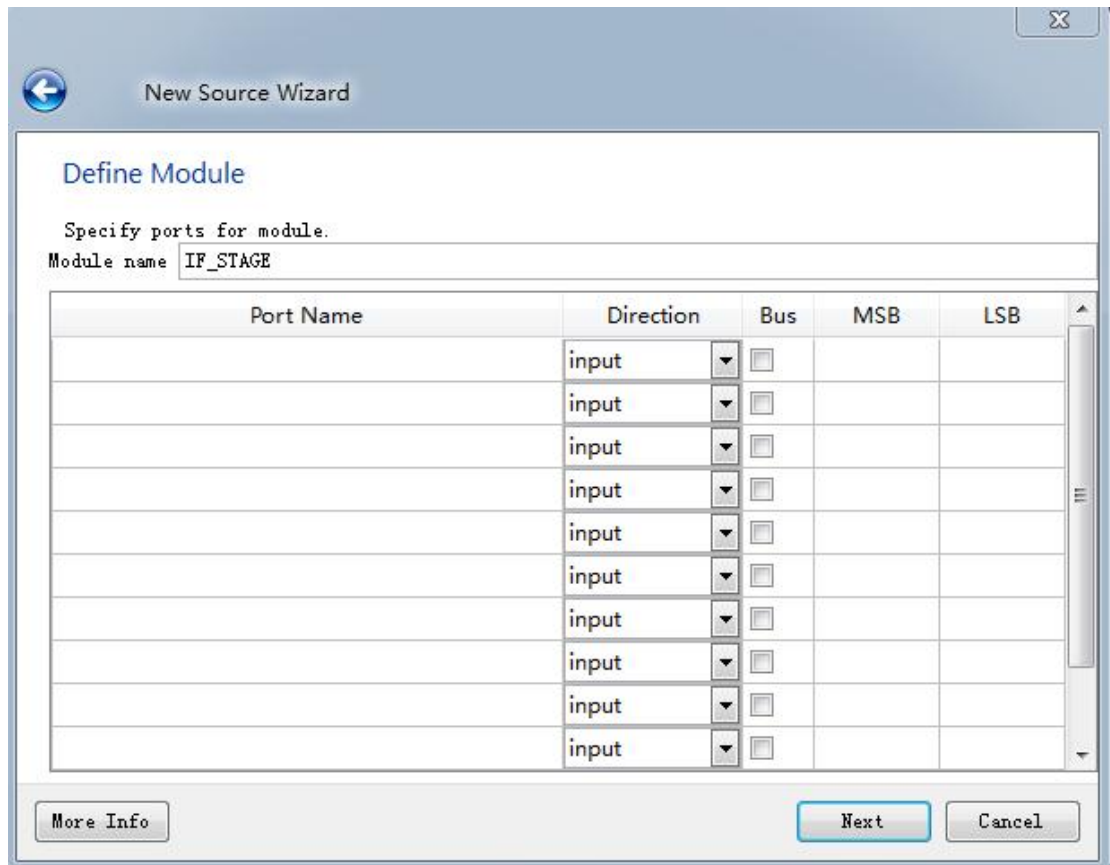 New Source Wizard
Define Module
Specify ports for module.
Module name IF_STAGE
Port Name Direction Bus MSB LSB
input
input
input
input
input
input
input
input
input
input
More Info Next Cancel